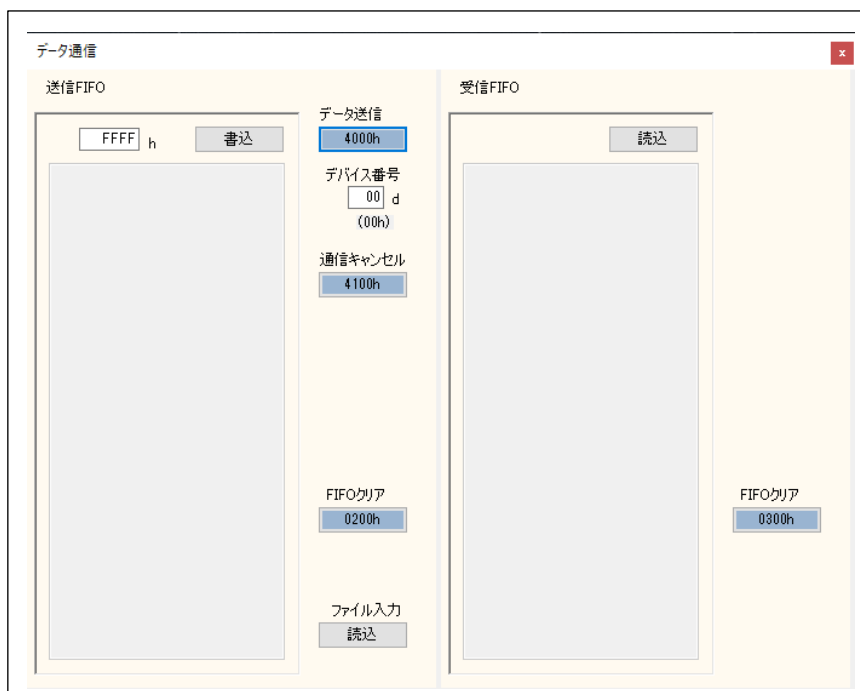 データ通信
x
送信FIFO
FFFF h
書込
データ送信
4000h
デバイス番号
00 d
(00h)
通信キャンセル
4100h
FIFOクリア
0200h
ファイル入力
読込
受信FIFO
読込
FIFOクリア
0300h